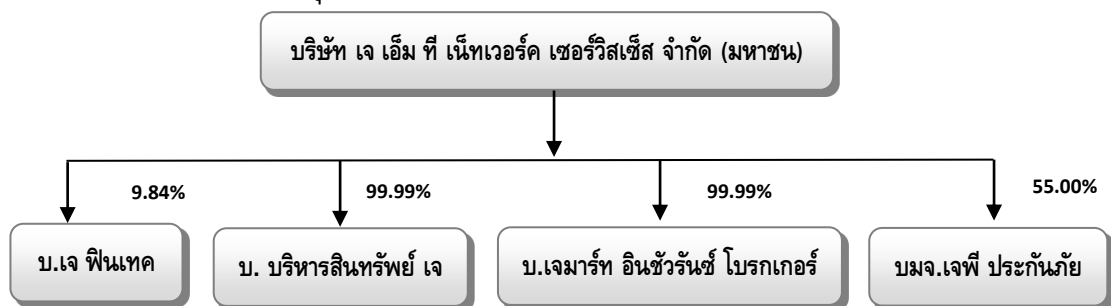 บริษัท เจ เอ็ม ที เน็ทเวอร์ค เซอร์วิสเซ็ส จำกัด (มหาชน)
9.84%
99.99%
99.99%
55.00%
บ.เจ ฟินเทค
บ. บริหารสินทรัพย์ เจ
บ.เจมาร์ท อินชัวรันซ์ โบรกเกอร์
บมจ.เจพี ประกันภัย